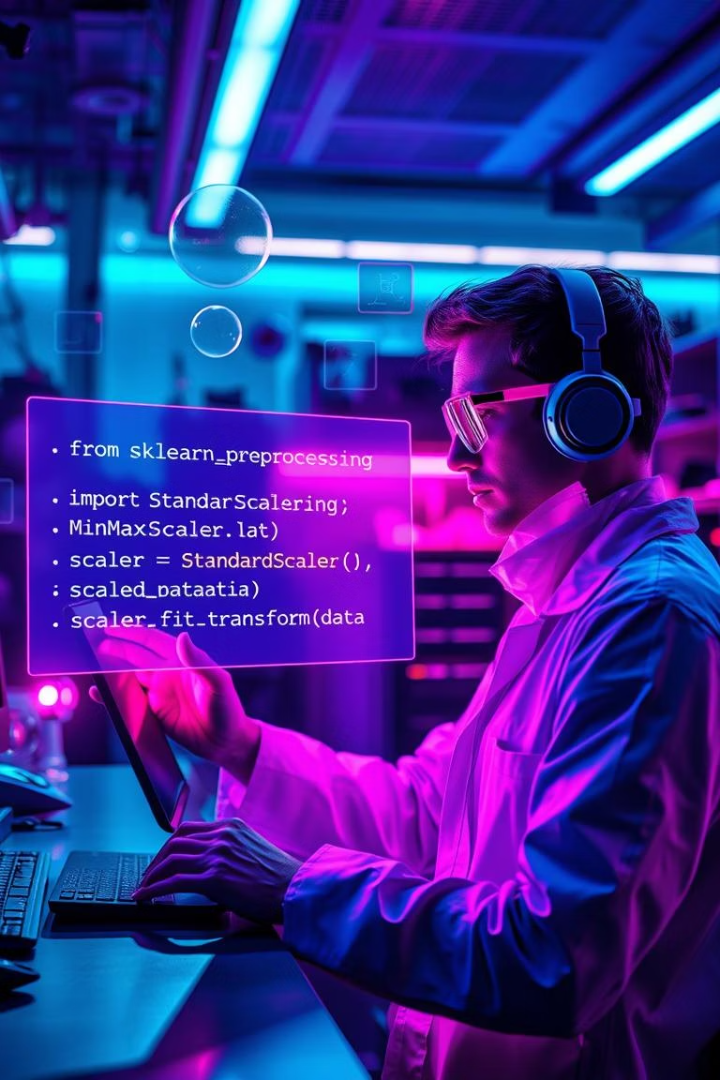 • from sklearn_preprocessing
• import StandarScalering;
• MinMaxScaler.lat)
• scaler = StandardScaler(),
: scaled_pataatia)
• scaler_fit_transform(data